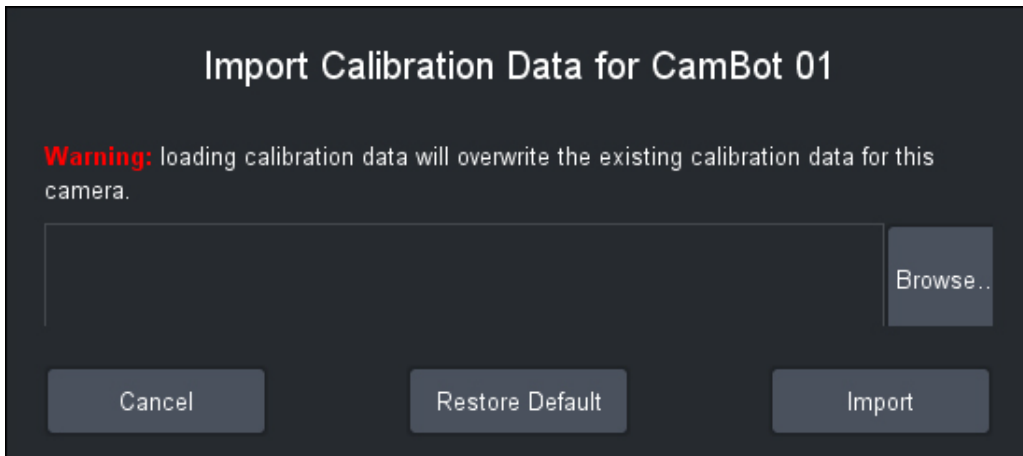 Import Calibration Data for CamBot 01
Warning: loading calibration data will overwrite the existing calibration data for this
camera.
Browse..
Cancel
Restore Default
Import